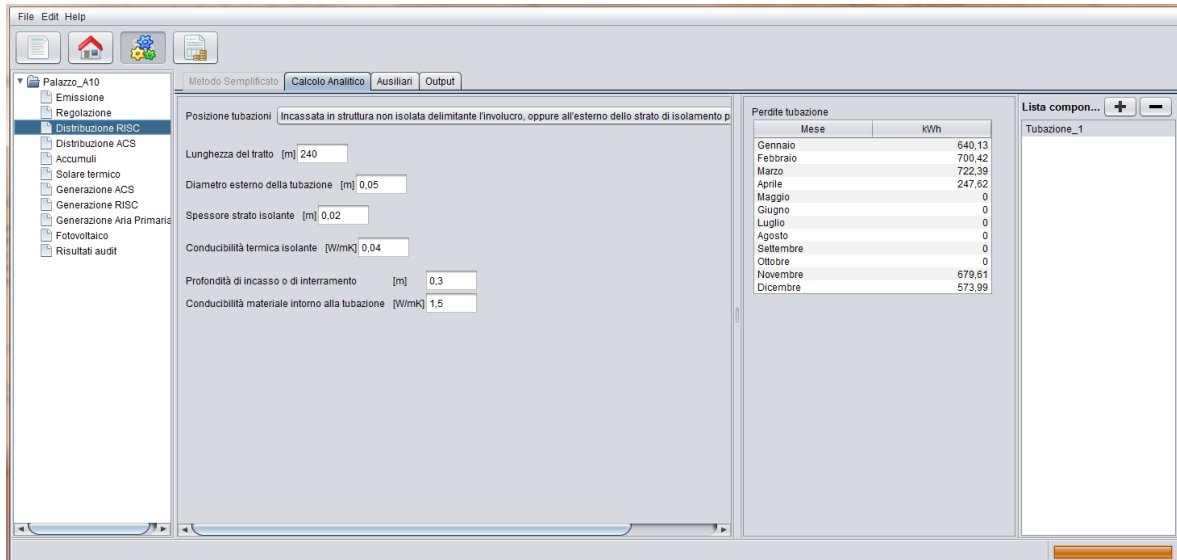 File Edit Help
Palazzo_A10
Emissione
Regolazione
Distribuzione RISC
Distribuzione ACS
Accumuli
Solare termico
Generazione ACS
Generazione RISC
Generazione Aria Primaria
Fotovoltaico
Risultati audit
Metodo Semplificato Calcolo Analitico Ausiliari Output
Posizione tubazioni Incassata in struttura non isolata delimitante l'involucro, oppure all'esterno dello strato di isolamento p
Lunghezza del tratto [m] 240
Diametro esterno della tubazione [m] 0,05
Spessore strato isolante [m] 0,02
Conducibilità termica isolante [W/mK] 0,04
Profondità di incasso o di interramento [m] 0,3
Conducibilità materiale intorno alla tubazione [W/mK] 1,5
Perdite tubazione
Mese kWh
Gennaio 640,13
Febbraio 700,42
Marzo 722,39
Aprile 247,62
Maggio 0
Giugno 0
Luglio 0
Agosto 0
Settembre 0
Ottobre 0
Novembre 679,61
Dicembre 573,99
Lista compon...
Tubazione_1